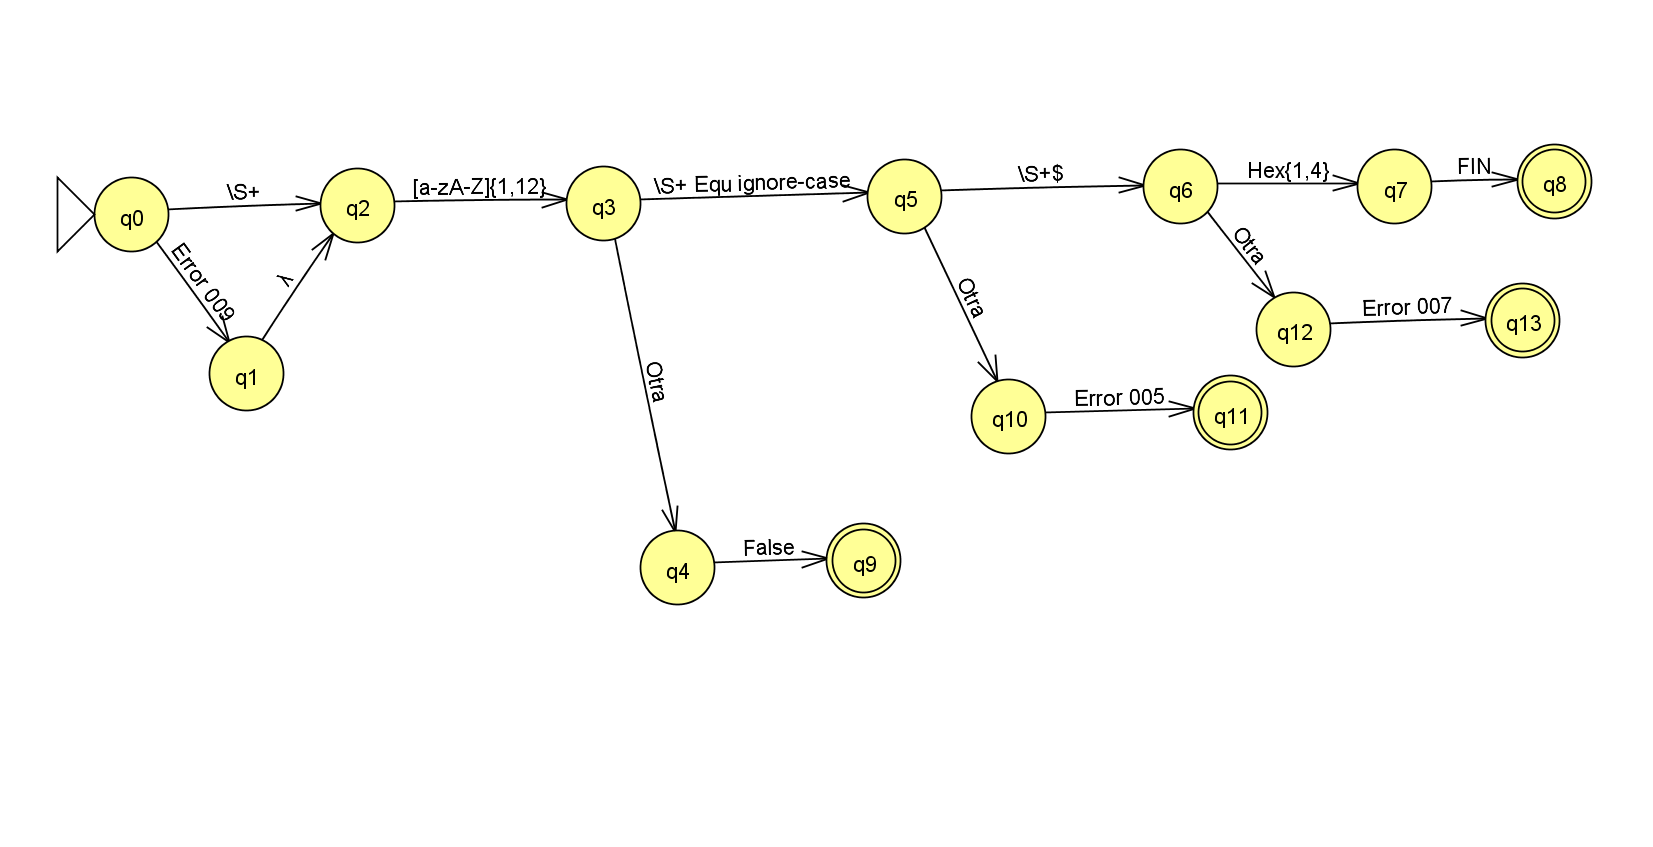 q0
\S+
q2
[a-zA-Z]{1,12}
q3
\S+ Equ ignore-case
q5
\S+$
q6
Hex{1,4}
q7
FIN
q8
Error 009
λ
q1
Otra
Otra
Otra
q12
Error 007
q13
q10
Error 005
q11
q4
False
q9